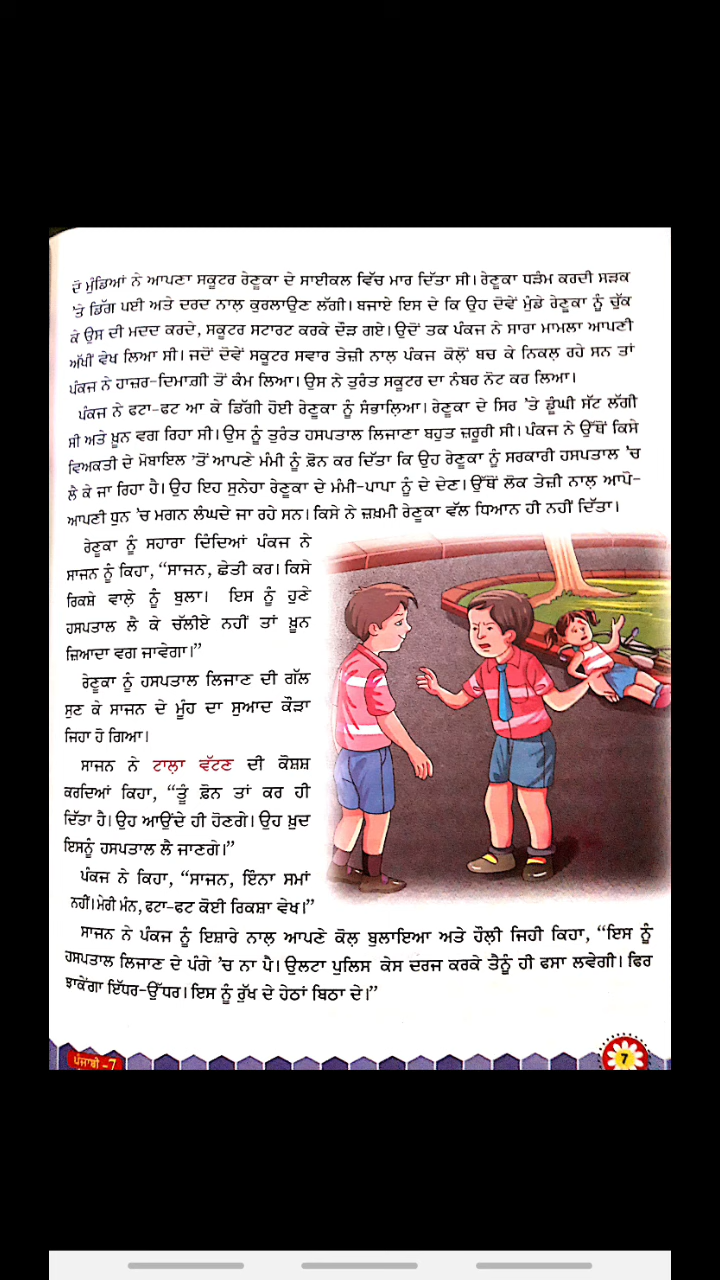 ਦੋ ਮੁੰਡਿਆਂ ਨੇ ਆਪਣਾ ਸਕੂਟਰ ਰੇਣੂਕਾ ਦੇ ਸਾਈਕਲ ਵਿੱਚ ਮਾਰ ਦਿੱਤਾ ਸੀ। ਰੇਣੂਕਾ ਧੜੰਮ ਕਰਦੀ ਸੜਕ
'ਤੇ ਡਿੱਗ ਪਈ ਅਤੇ ਦਰਦ ਨਾਲ਼ ਕੁਰਲਾਉਣ ਲੱਗੀ। ਬਜਾਏ ਇਸ ਦੇ ਕਿ ਉਹ ਦੋਵੇਂ ਮੁੰਡੇ ਰੇਣੂਕਾ ਨੂੰ ਚੁੱਕ
ਕੇ ਉਸ ਦੀ ਮਦਦ ਕਰਦੇ, ਸਕੂਟਰ ਸਟਾਰਟ ਕਰਕੇ ਦੌੜ ਗਏ। ਉਦੋਂ ਤਕ ਪੰਕਜ ਨੇ ਸਾਰਾ ਮਾਮਲਾ ਆਪਣੀ
ਅੱਖੀਂ ਵੇਖ ਲਿਆ ਸੀ। ਜਦੋਂ ਦੋਵੇਂ ਸਕੂਟਰ ਸਵਾਰ ਤੇਜ਼ੀ ਨਾਲ਼ ਪੰਕਜ ਕੋਲ਼ੋਂ ਬਚ ਕੇ ਨਿਕਲ਼ ਰਹੇ ਸਨ ਤਾਂ
ਪੰਕਜ ਨੇ ਹਾਜ਼ਰ-ਦਿਮਾਗ਼ੀ ਤੋਂ ਕੰਮ ਲਿਆ। ਉਸ ਨੇ ਤੁਰੰਤ ਸਕੂਟਰ ਦਾ ਨੰਬਰ ਨੋਟ ਕਰ ਲਿਆ।
ਪੰਕਜ ਨੇ ਫਟਾ-ਫਟ ਆ ਕੇ ਡਿੱਗੀ ਹੋਈ ਰੇਣੂਕਾ ਨੂੰ ਸੰਭਾਲ਼ਿਆ। ਰੇਣੂਕਾ ਦੇ ਸਿਰ 'ਤੇ ਡੂੰਘੀ ਸੱਟ ਲੱਗੀ
ਸੀ ਅਤੇ ਖ਼ੂਨ ਵਗ ਰਿਹਾ ਸੀ। ਉਸ ਨੂੰ ਤੁਰੰਤ ਹਸਪਤਾਲ ਲਿਜਾਣਾ ਬਹੁਤ ਜ਼ਰੂਰੀ ਸੀ। ਪੰਕਜ ਨੇ ਉੱਥੋਂ ਕਿਸੇ
ਵਿਅਕਤੀ ਦੇ ਮੋਬਾਇਲ 'ਤੋਂ ਆਪਣੇ ਮੰਮੀ ਨੂੰ ਫ਼ੋਨ ਕਰ ਦਿੱਤਾ ਕਿ ਉਹ ਰੇਣੂਕਾ ਨੂੰ ਸਰਕਾਰੀ ਹਸਪਤਾਲ 'ਚ
ਲੈ ਕੇ ਜਾ ਰਿਹਾ ਹੈ। ਉਹ ਇਹ ਸੁਨੇਹਾ ਰੇਣੂਕਾ ਦੇ ਮੰਮੀ-ਪਾਪਾ ਨੂੰ ਦੇ ਦੇਣ। ਉੱਥੋਂ ਲੋਕ ਤੇਜ਼ੀ ਨਾਲ਼ ਆਪੋ-
ਆਪਣੀ ਧੁਨ 'ਚ ਮਗਨ ਲੰਘਦੇ ਜਾ ਰਹੇ ਸਨ। ਕਿਸੇ ਨੇ ਜ਼ਖ਼ਮੀ ਰੇਣੂਕਾ ਵੱਲ ਧਿਆਨ ਹੀ ਨਹੀਂ ਦਿੱਤਾ।
ਰੇਣੂਕਾ ਨੂੰ ਸਹਾਰਾ ਦਿੰਦਿਆਂ ਪੰਕਜ ਨੇ
ਸਾਜਨ ਨੂੰ ਕਿਹਾ, “ਸਾਜਨ, ਛੇਤੀ ਕਰ। ਕਿਸੇ
ਰਿਕਸ਼ੇ ਵਾਲ਼ੇ ਨੂੰ ਬੁਲਾ। ਇਸ ਨੂੰ ਹੁਣੇ
ਹਸਪਤਾਲ ਲੈ ਕੇ ਚੱਲੀਏ ਨਹੀਂ ਤਾਂ ਖ਼ੂਨ
ਜ਼ਿਆਦਾ ਵਗ ਜਾਵੇਗਾ।”
ਰੇਣੂਕਾ ਨੂੰ ਹਸਪਤਾਲ ਲਿਜਾਣ ਦੀ ਗੱਲ
ਸੁਣ ਕੇ ਸਾਜਨ ਦੇ ਮੂੰਹ ਦਾ ਸੁਆਦ ਕੌੜਾ
ਜਿਹਾ ਹੋ ਗਿਆ।
ਸਾਜਨ ਨੇ ਟਾਲ਼ਾ ਵੱਟਣ ਦੀ ਕੋਸ਼ਸ਼
ਕਰਦਿਆਂ ਕਿਹਾ, “ਤੂੰ ਫ਼ੋਨ ਤਾਂ ਕਰ ਹੀ
ਦਿੱਤਾ ਹੈ। ਉਹ ਆਉਂਦੇ ਹੀ ਹੋਣਗੇ। ਉਹ ਖ਼ੁਦ
ਇਸਨੂੰ ਹਸਪਤਾਲ ਲੈ ਜਾਣਗੇ।”
ਪੰਕਜ ਨੇ ਕਿਹਾ, “ਸਾਜਨ, ਇੰਨਾ ਸਮਾਂ
ਨਹੀਂ। ਮੇਰੀ ਮੰਨ, ਫਟਾ-ਫਟ ਕੋਈ ਰਿਕਸ਼ਾ ਵੇਖ।”
ਸਾਜਨ ਨੇ ਪੰਕਜ ਨੂੰ ਇਸ਼ਾਰੇ ਨਾਲ਼ ਆਪਣੇ ਕੋਲ਼ ਬੁਲਾਇਆ ਅਤੇ ਹੌਲ਼ੀ ਜਿਹੀ ਕਿਹਾ, “ਇਸ ਨੂੰ
ਹਸਪਤਾਲ ਲਿਜਾਣ ਦੇ ਪੰਗੇ 'ਚ ਨਾ ਪੈ। ਉਲਟਾ ਪੁਲਿਸ ਕੇਸ ਦਰਜ ਕਰਕੇ ਤੈਨੂੰ ਹੀ ਫਸਾ ਲਵੇਗੀ। ਫਿਰ
ਝਾਕੇਂਗਾ ਇੱਧਰ-ਉੱਧਰ। ਇਸ ਨੂੰ ਰੁੱਖ ਦੇ ਹੇਠਾਂ ਬਿਠਾ ਦੇ।”
ਪੰਜਾਬੀ -7
7